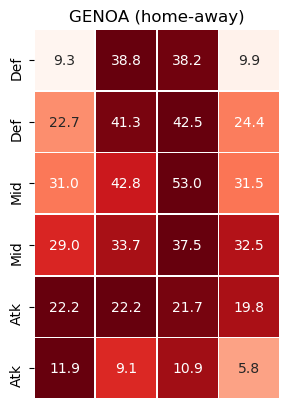 GENOA (home-away)
Def 9.3 38.8 38.2 9.9
Def 22.7 41.3 42.5 24.4
Mid 31.0 42.8 53.0 31.5
Mid 29.0 33.7 37.5 32.5
Atk 22.2 22.2 21.7 19.8
Atk 11.9 9.1 10.9 5.8